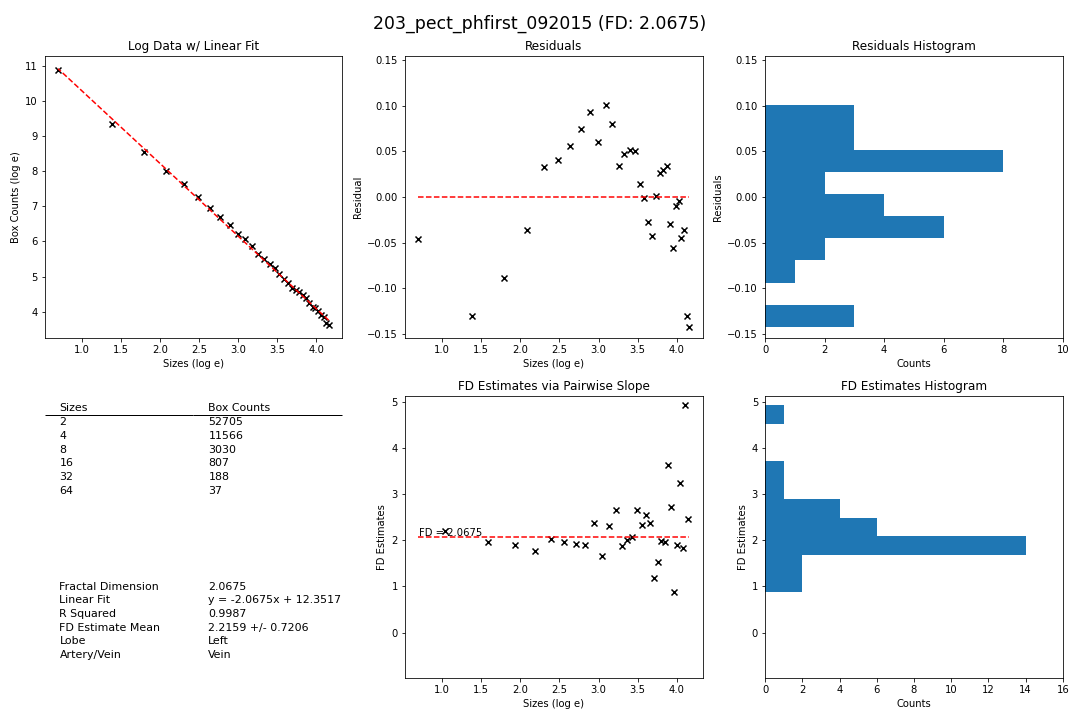 203_pect_phfirst_092015 (FD: 2.0675)
Log Data w/ Linear Fit
11
10
9
8
7
6
5
4
Box Counts (log e)
1.0 1.5 2.0 2.5 3.0 3.5 4.0
Sizes (log e)
Residuals
0.15
0.10
0.05
0.00
−0.05
−0.10
−0.15
Residual
1.0 1.5 2.0 2.5 3.0 3.5 4.0
Sizes (log e)
Residuals Histogram
0.15
0.10
0.05
0.00
−0.05
−0.10
−0.15
Residuals
0 2 4 6 8 10
Counts
Sizes Box Counts
2 52705
4 11566
8 3030
16 807
32 188
64 37
Fractal Dimension 2.0675
Linear Fit y = -2.0675x + 12.3517
R Squared 0.9987
FD Estimate Mean 2.2159 +/- 0.7206
Lobe Left
Artery/Vein Vein
FD Estimates via Pairwise Slope
5
4
3
2
1
0
FD Estimates
FD = 2.0675
1.0 1.5 2.0 2.5 3.0 3.5 4.0
Sizes (log e)
FD Estimates Histogram
5
4
3
2
1
0
FD Estimates
0 2 4 6 8 10 12 14 16
Counts